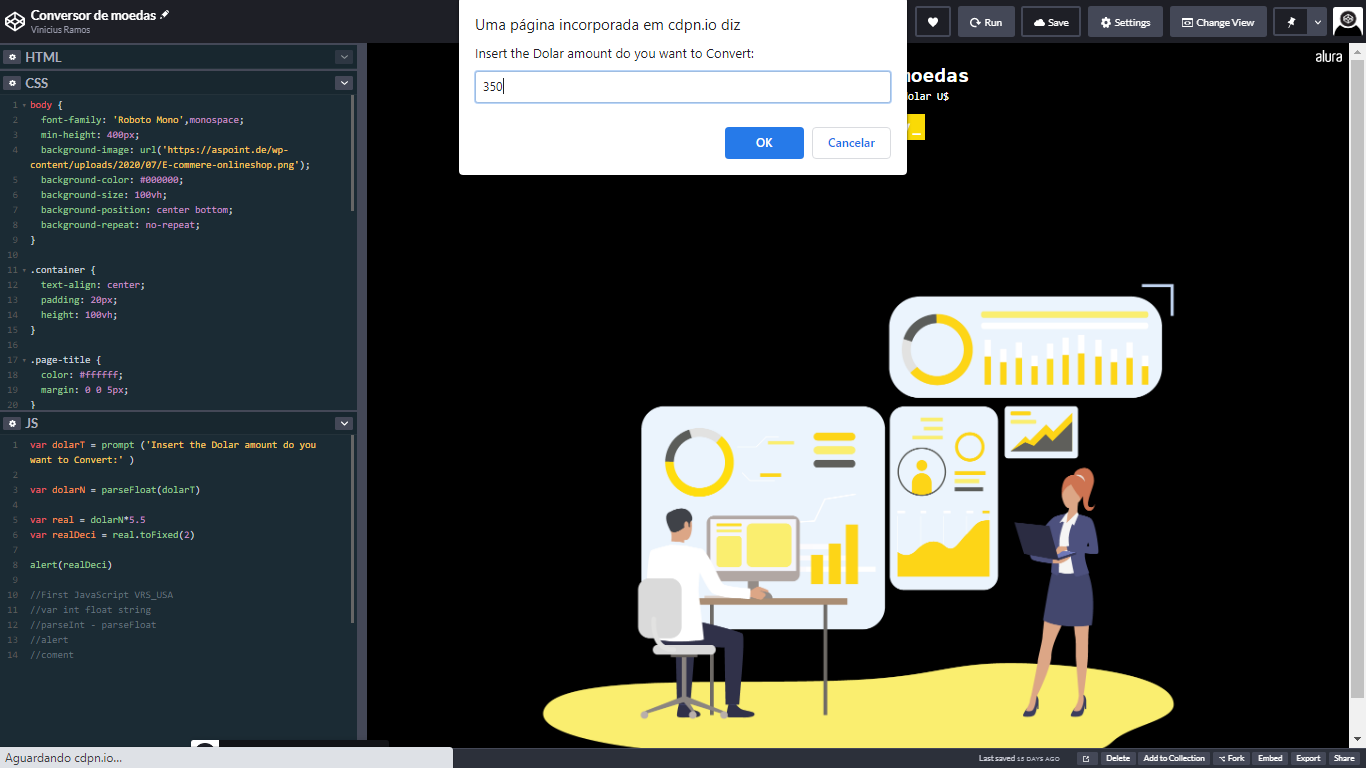 Conversor de moedas
Vinicius Ramos
Run
Save
Settings
Change View
Uma página incorporada em cdpn.io diz
Insert the Dolar amount do you want to Convert:
350
OK
Cancelar
HTML
CSS
1 body {
2 font-family: 'Roboto Mono',monospace;
3 min-height: 400px;
4 background-image: url('https://aspoint.de/wp-
content/uploads/2020/07/E-commere-onlineshop.png');
5 background-color: #000000;
6 background-size: 100vh;
7 background-position: center bottom;
8 background-repeat: no-repeat;
9 }
10
11 .container {
12 text-align: center;
13 padding: 20px;
14 height: 100vh;
15 }
16
17 .page-title {
18 color: #ffffff;
19 margin: 0 0 5px;
20 }
JS
1 var dolarT = prompt ('Insert the Dolar amount do you
want to Convert:' )
2
3 var dolarN = parseFloat(dolarT)
4
5 var real = dolarN*5.5
6 var realDeci = real.toFixed(2)
7
8 alert(realDeci)
9
10 //First JavaScript VRS_USA
11 //var int float string
12 //parseInt - parseFloat
13 //alert
14 //coment
alura
moedas
olar U$
Aguardando cdpn.io...
Last saved 15 DAYS AGO
Delete
Add to Collection
Fork
Embed
Export
Share